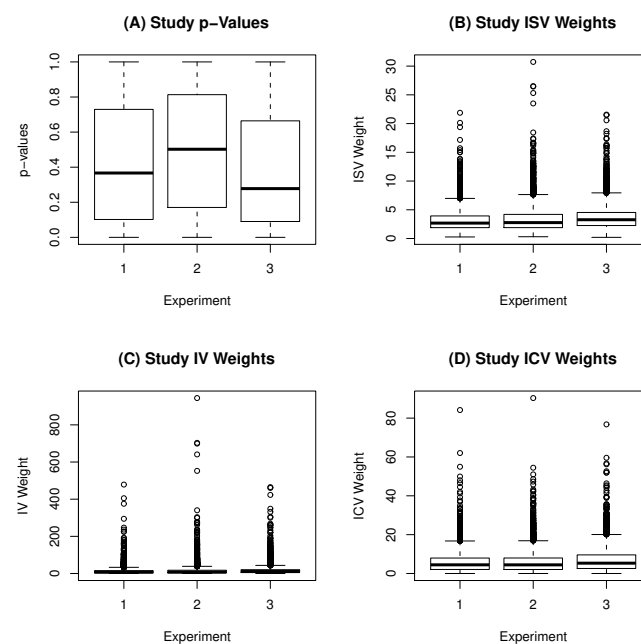 (A) Study p-Values
p-values
0.0 0.2 0.4 0.6 0.8 1.0
1 2 3
Experiment
(B) Study ISV Weights
ISV Weight
0 5 10 15 20 25 30
1 2 3
Experiment
(C) Study IV Weights
IV Weight
0 200 400 600 800
1 2 3
Experiment
(D) Study ICV Weights
ICV Weight
0 20 40 60 80
1 2 3
Experiment